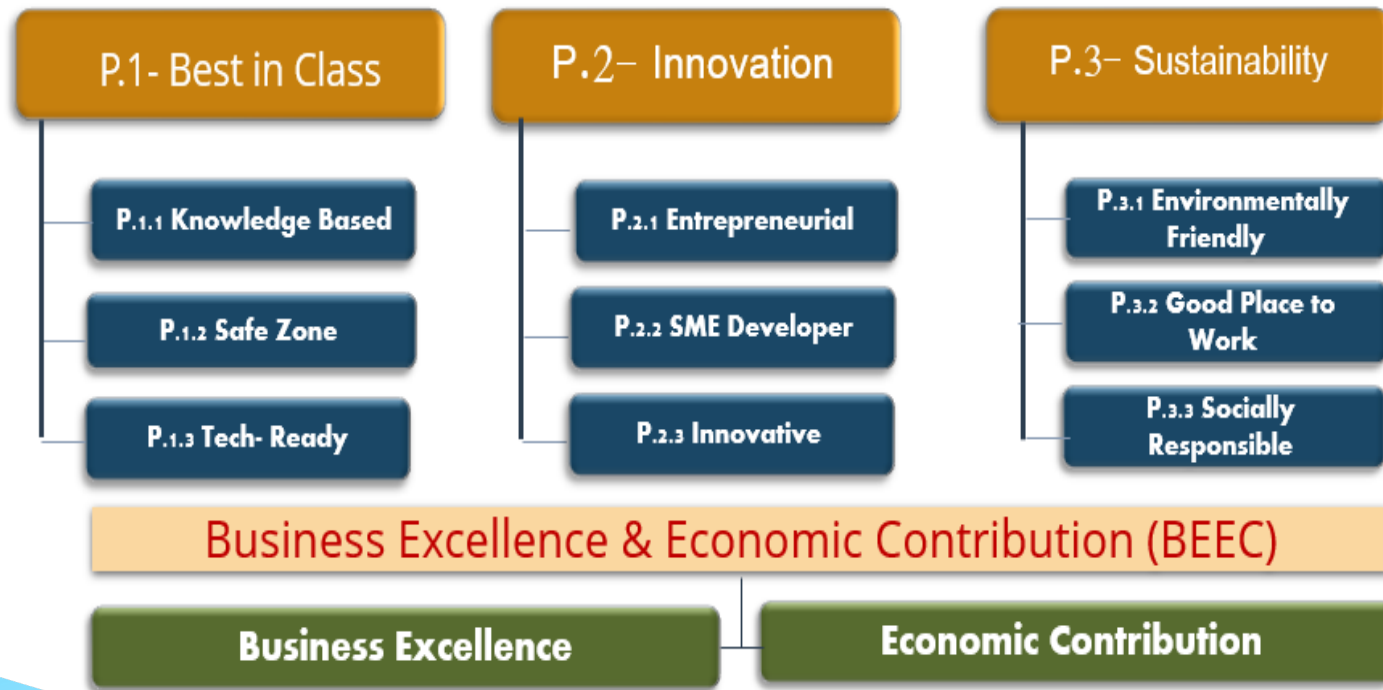 P.1- Best in Class
P.1.1 Knowledge Based
P.1.2 Safe Zone
P.1.3 Tech- Ready
P.2- Innovation
P.2.1 Entrepreneurial
P.2.2 SME Developer
P.2.3 Innovative
P.3- Sustainability
P.3.1 Environmentally
Friendly
P.3.2 Good Place to
Work
P.3.3 Socially
Responsible
Business Excellence & Economic Contribution (BEEC)
Business Excellence
Economic Contribution